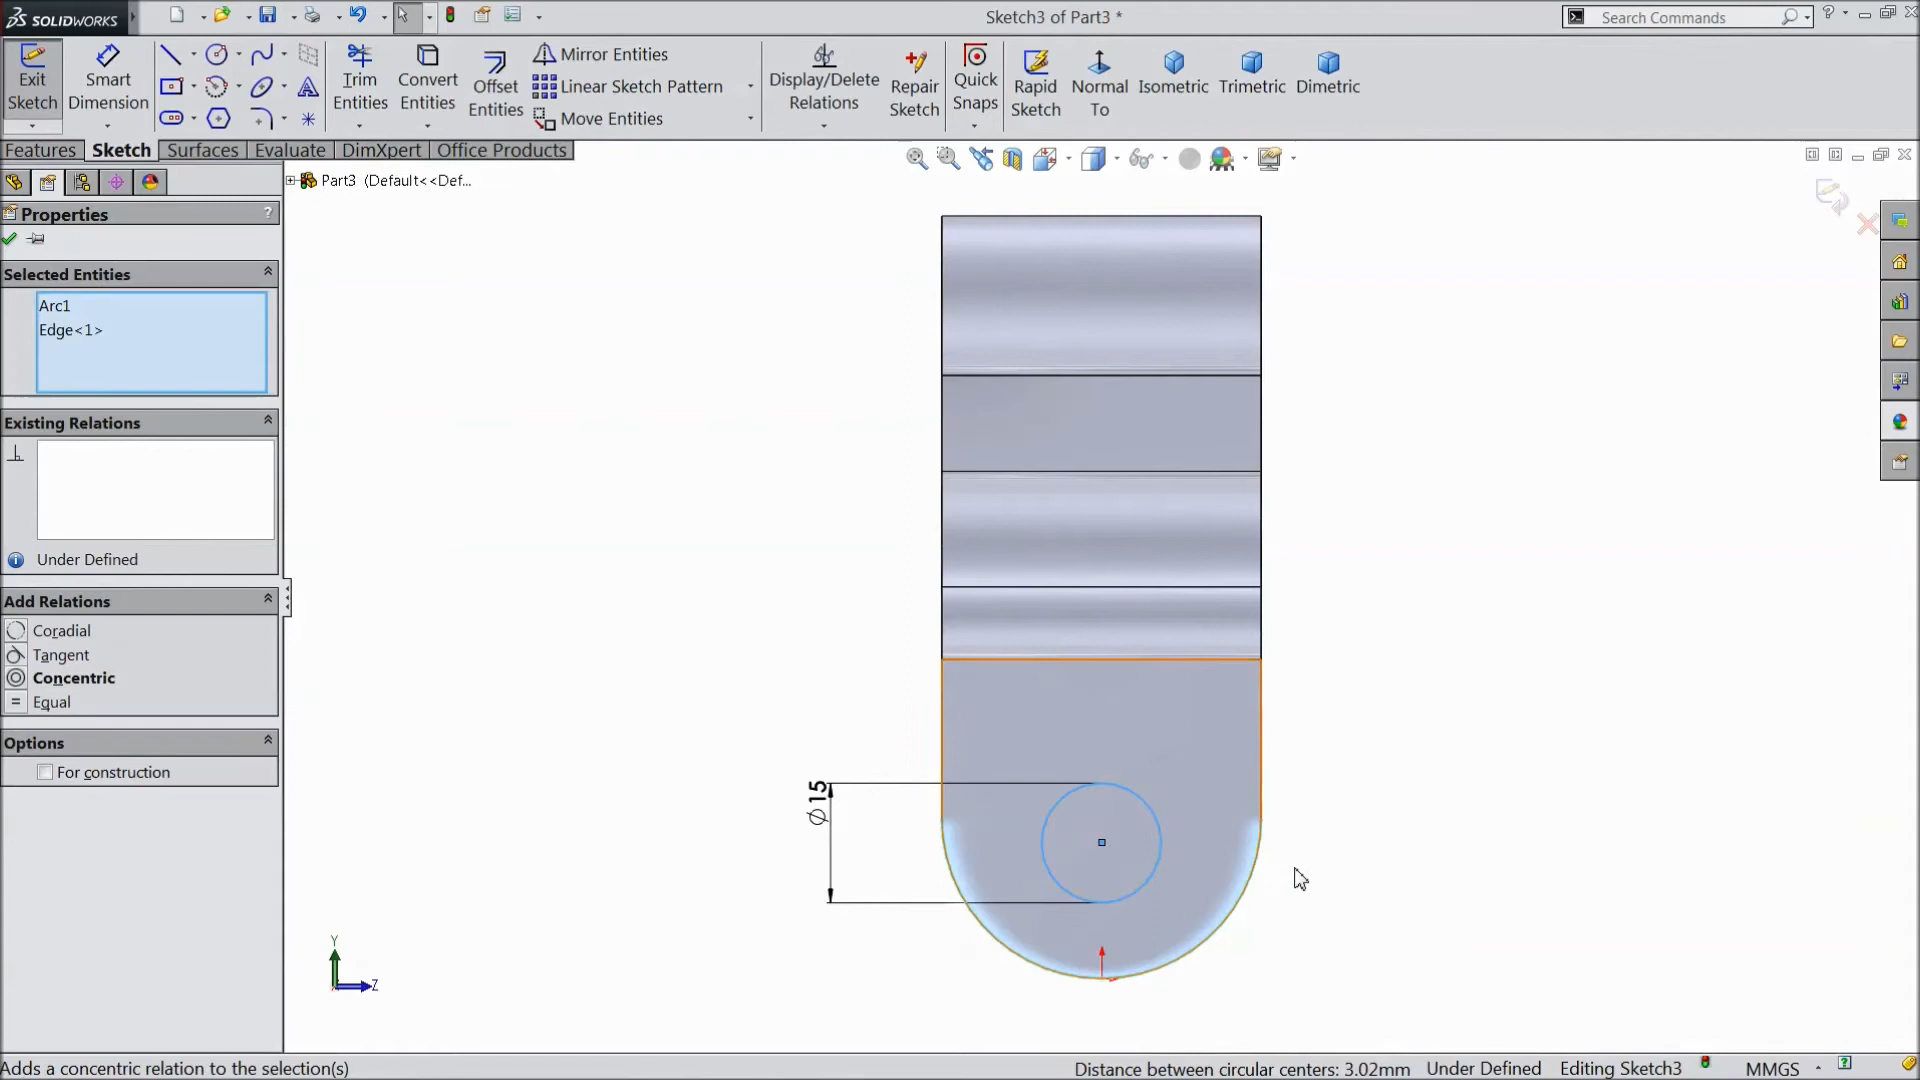 SOLIDWORKS
Sketch3 of Part3 *
Search Commands
Exit Sketch
Smart Dimension
Trim Entities
Convert Entities
Offset Entities
Mirror Entities
Linear Sketch Pattern
Move Entities
Display/Delete Relations
Repair Sketch
Quick Snaps
Rapid Sketch
Normal To
Isometric
Trimetric
Dimetric
Features
Sketch
Surfaces
Evaluate
DimXpert
Office Products
Part3 (Default<<Def...
Properties
?
Selected Entities
Arc1
Edge<1>
Existing Relations
Under Defined
Add Relations
Coradial
Tangent
Concentric
Equal
Options
For construction
∅15
Y
Z
Adds a concentric relation to the selection(s)
Distance between circular centers: 3.02mm
Under Defined
Editing Sketch3
MMGS